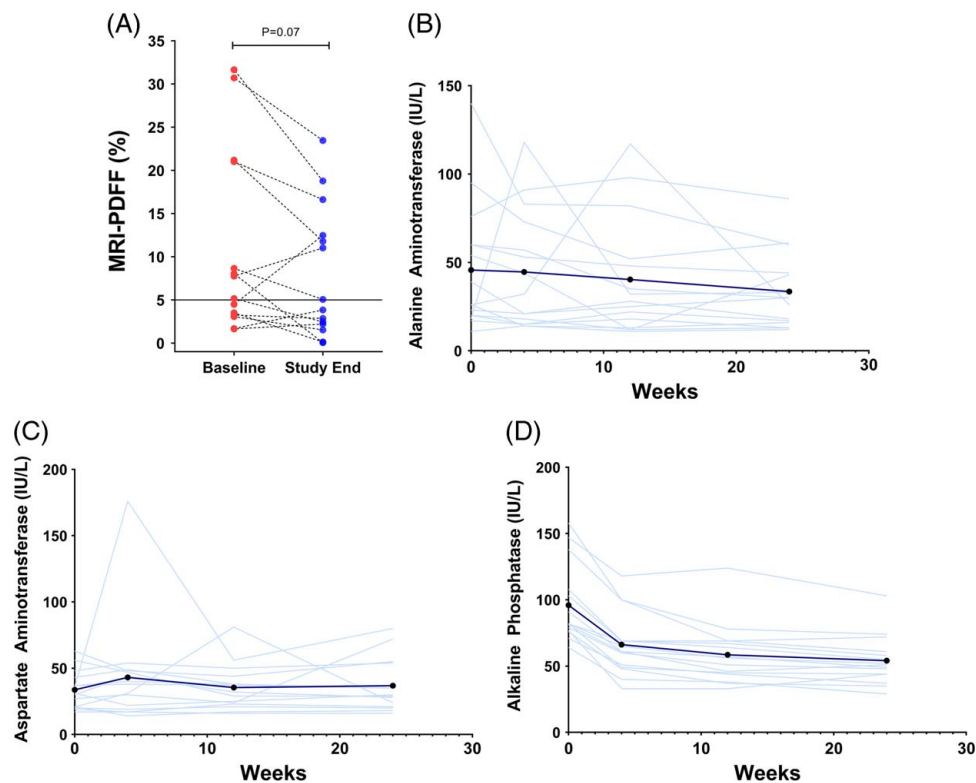 (A)
P=0.07
MRI-PDFF (%)
35
30
25
20
15
10
5
0
Baseline Study End
(B)
Alanine Aminotransferase (IU/L)
150
100
50
0
0 10 20 30
Weeks
(C)
Aspartate Aminotransferase (IU/L)
200
150
100
50
0
0 10 20 30
Weeks
(D)
Alkaline Phosphatase (IU/L)
200
150
100
50
0
0 10 20 30
Weeks